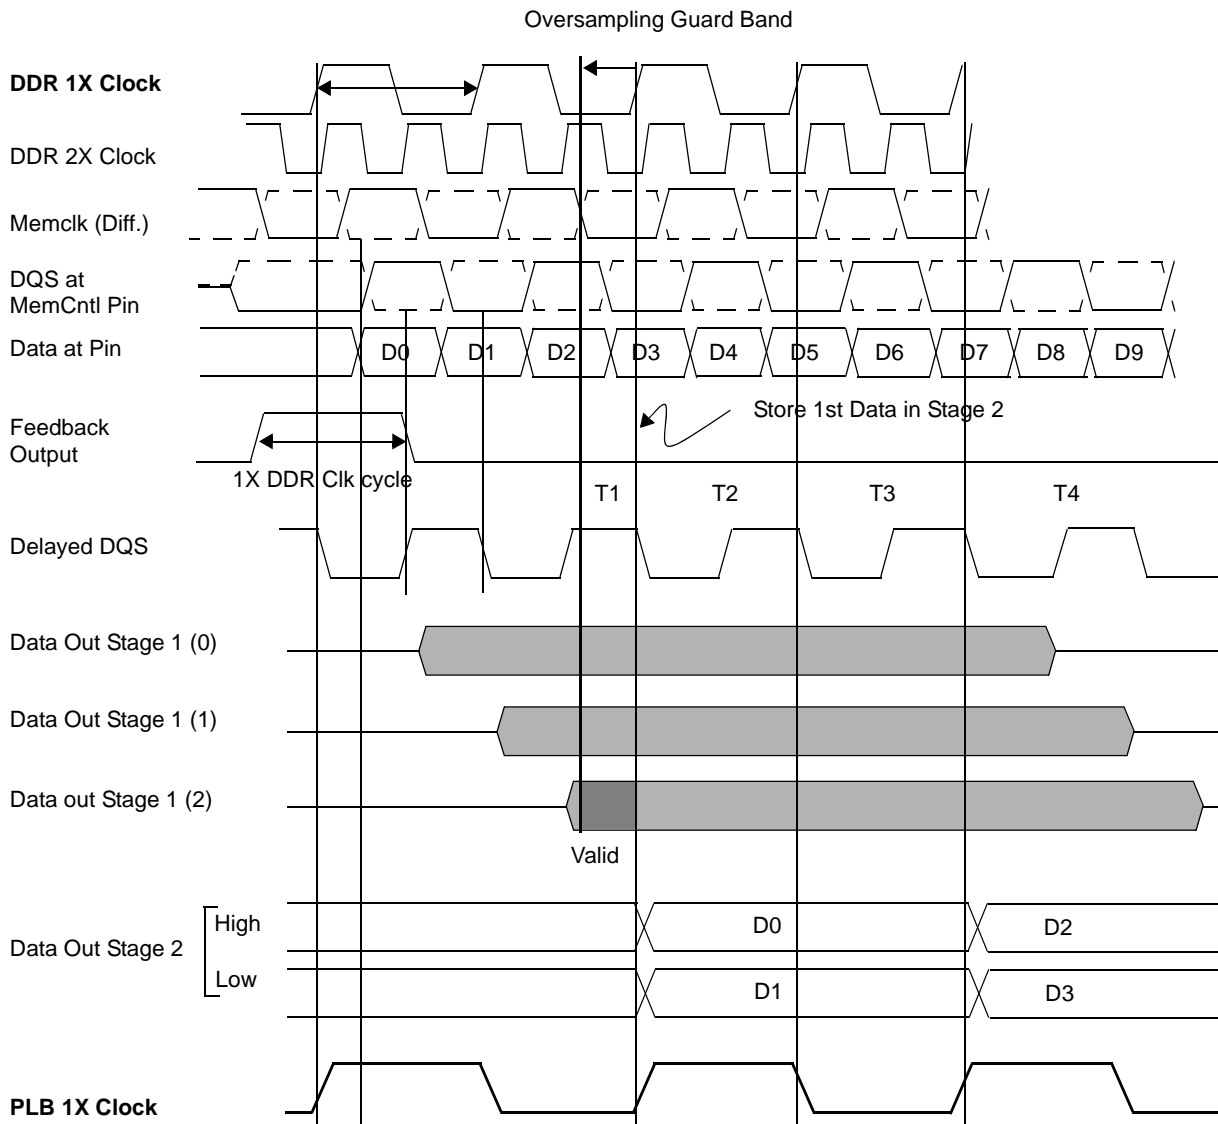 Oversampling Guard Band
DDR 1X Clock
DDR 2X Clock
Memclk (Diff.)
DQS at
MemCntl Pin
Data at Pin
D0 D1 D2 D3 D4 D5 D6 D7 D8 D9
Store 1st Data in Stage 2
Feedback
Output
1X DDR Clk cycle
T1 T2 T3 T4
Delayed DQS
Data Out Stage 1 (0)
Data Out Stage 1 (1)
Data out Stage 1 (2)
Valid
Data Out Stage 2
High
D0 D2
Low
D1 D3
PLB 1X Clock